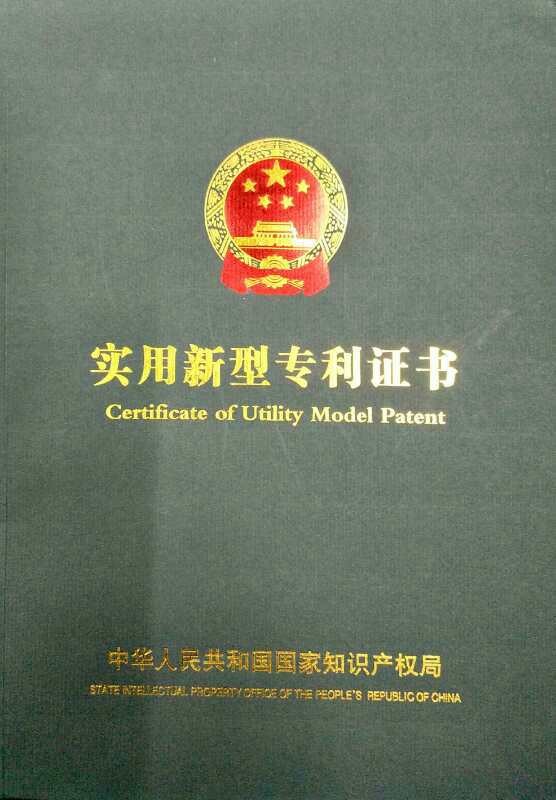 实用新型专利证书
Certificate of Utility Model Patent
中华人民共和国国家知识产权局
STATE INTELLECTUAL PROPERTY OFFICE OF THE PEOPLE'S REPUBLIC OF CHINA